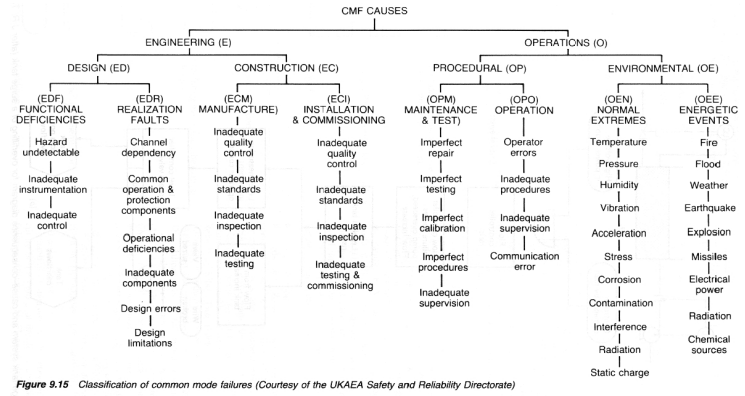 CMF CAUSES
ENGINEERING (E)
OPERATIONS (O)
DESIGN (ED)
CONSTRUCTION (EC)
PROCEDURAL (OP)
ENVIRONMENTAL (OE)
(EDF)
FUNCTIONAL
DEFICIENCIES
Hazard
undetectable
Inadequate
instrumentation
Inadequate
control
(EDR)
REALIZATION
FAULTS
Channel
dependency
Common
operation &
protection
components
Operational
deficiencies
Inadequate
components
Design errors
Design
limitations
(ECM)
MANUFACTURE)
Inadequate
quality
control
Inadequate
standards
Inadequate
inspection
Inadequate
testing
(ECI)
INSTALLATION
& COMMISSIONING
Inadequate
quality
control
Inadequate
standards
Inadequate
inspection
Inadequate
testing &
commissioning
(OPM)
MAINTENANCE
& TEST)
Imperfect
repair
Imperfect
testing
Imperfect
calibration
Imperfect
procedures
Inadequate
supervision
(OPO)
OPERATION
Operator
errors
Inadequate
procedures
Inadequate
supervision
Communication
error
(OEN)
NORMAL
EXTREMES
Temperature
Pressure
Humidity
Vibration
Acceleration
Stress
Corrosion
Contamination
Interference
Radiation
Static charge
(OEE)
ENERGETIC
EVENTS
Fire
Flood
Weather
Earthquake
Explosion
Missiles
Electrical
power
Radiation
Chemical
sources
Figure 9.15 Classification of common mode failures (Courtesy of the UKAEA Safety and Reliability Directorate)